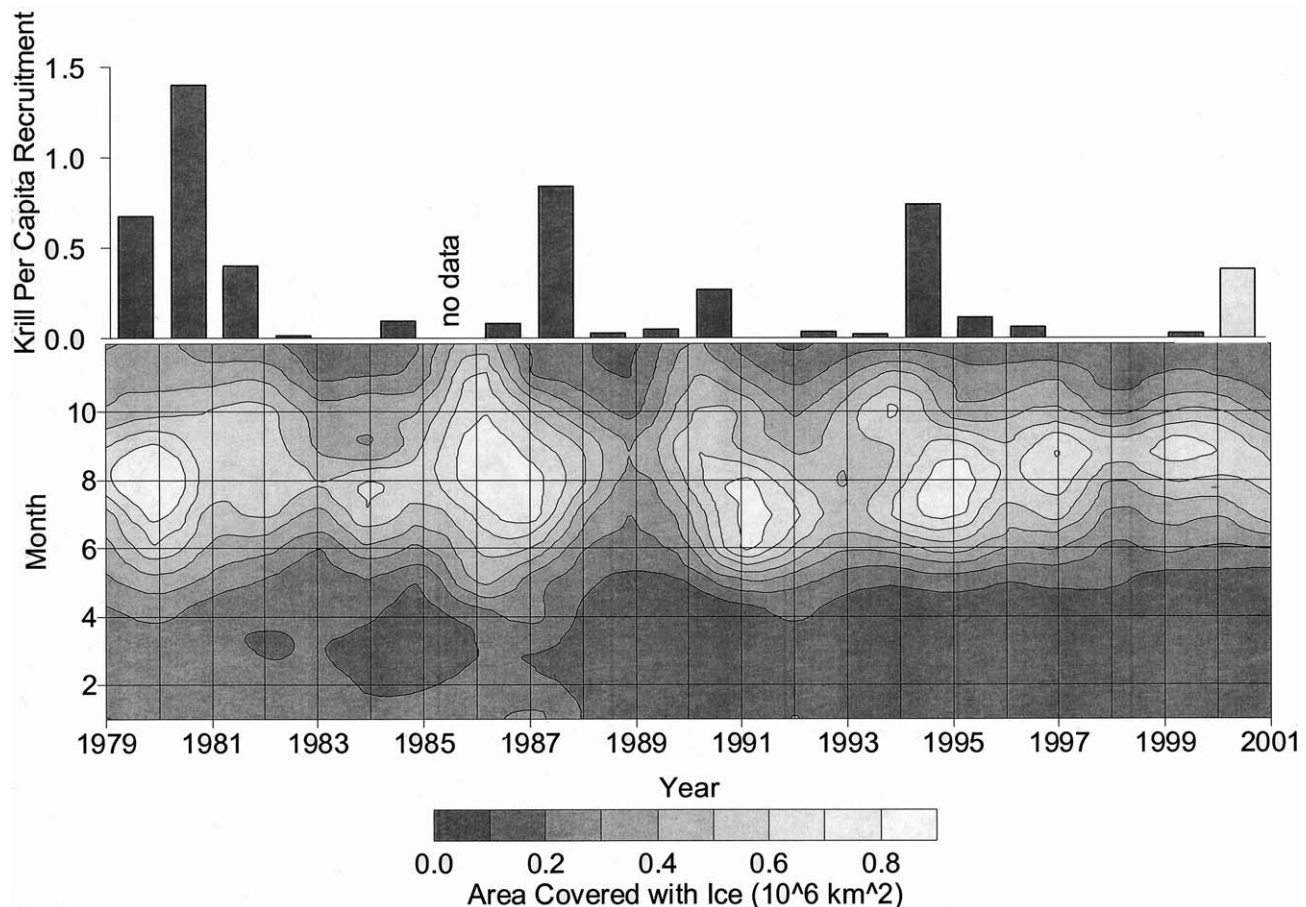 Krill Per Capita Recruitment
1.5
1.0
0.5
0.0
no data
Month
10
8
6
4
2
1979 1981 1983 1985 1987 1989 1991 1993 1995 1997 1999 2001
Year
0.0 0.2 0.4 0.6 0.8
Area Covered with Ice (10^6 km^2)